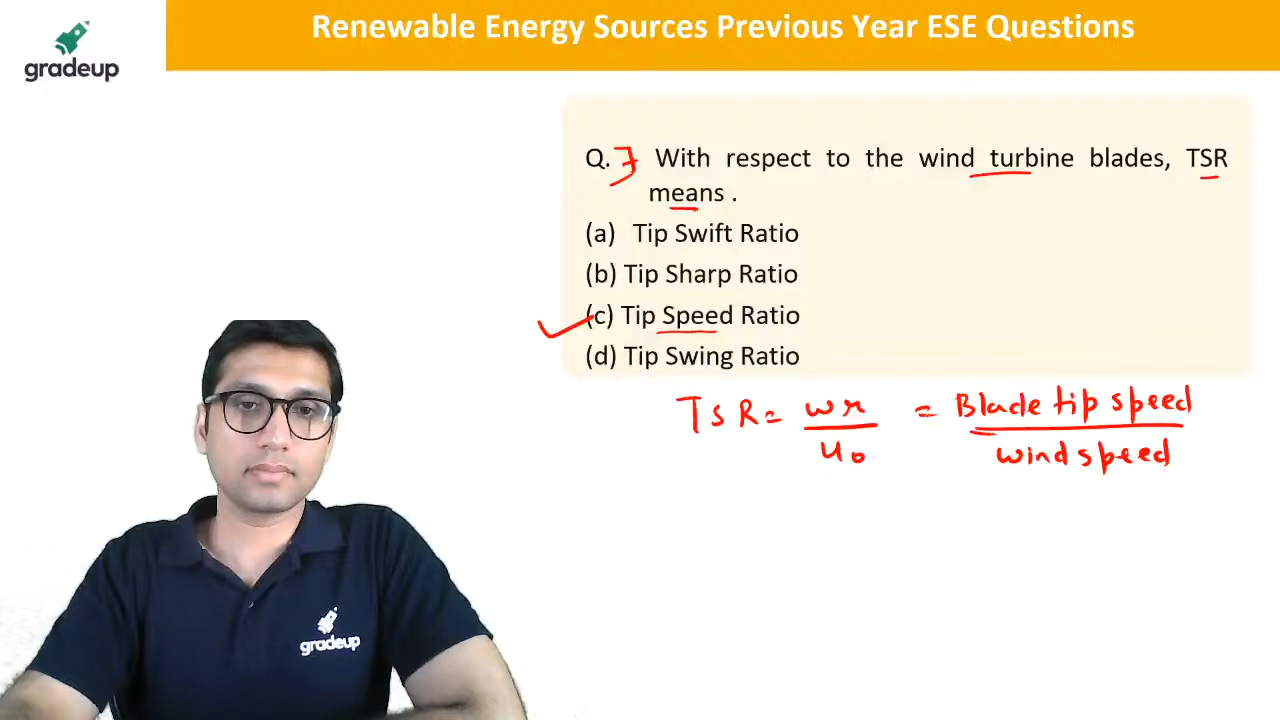 Renewable Energy Sources Previous Year ESE Questions
gradeup
Q. 7 With respect to the wind turbine blades, TSR
means .
(a) Tip Swift Ratio
(b) Tip Sharp Ratio
(c) Tip Speed Ratio
(d) Tip Swing Ratio
TSR = ωr / u₀ = Blade tip speed / wind speed
gradeup